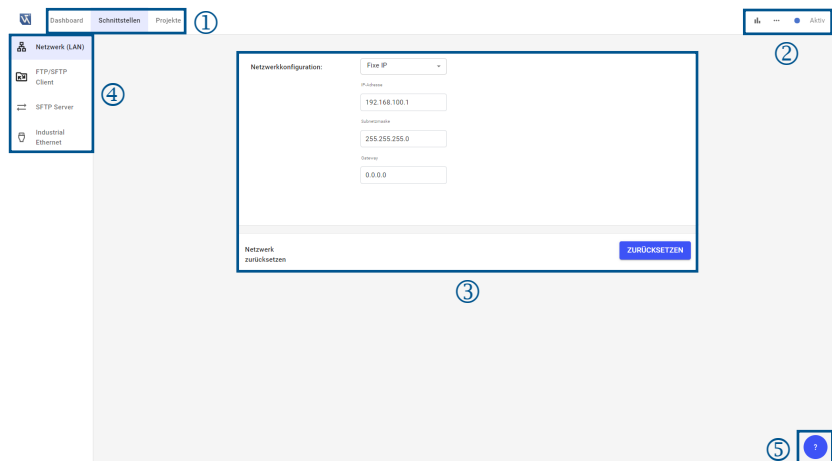 Dashboard Schnittstellen Projekte
①
Aktiv
②
Netzwerk (LAN)
FTP/SFTP
Client
SFTP Server
Industrial
Ethernet
④
Netzwerkkonfiguration: Fixe IP
IP-Adresse
192.168.100.1
Subnetzmaske
255.255.255.0
Gateway
0.0.0.0
Netzwerk
zurücksetzen
ZURÜCKSETZEN
③
⑤ ?